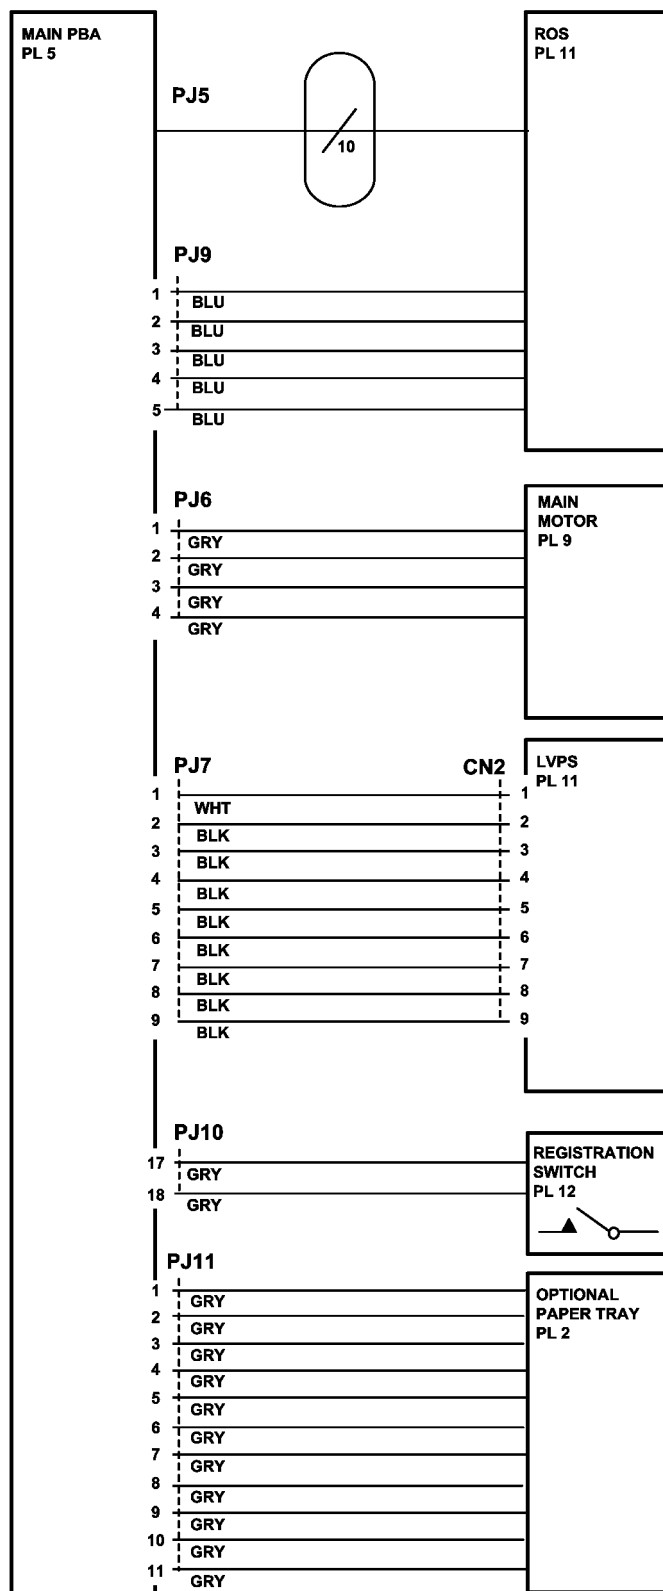 MAIN PBA
PL 5
ROS
PL 11
PJ5
10
PJ9
1
BLU
2
BLU
3
BLU
4
BLU
5
BLU
PJ6
MAIN
MOTOR
PL 9
1
GRY
2
GRY
3
GRY
4
GRY
PJ7
CN2
LVPS
PL 11
1 1
WHT
2 2
BLK
3 3
BLK
4 4
BLK
5 5
BLK
6 6
BLK
7 7
BLK
8 8
BLK
9 9
BLK
PJ10
REGISTRATION
SWITCH
PL 12
17
GRY
18
GRY
PJ11
OPTIONAL
PAPER TRAY
PL 2
1
GRY
2
GRY
3
GRY
4
GRY
5
GRY
6
GRY
7
GRY
8
GRY
9
GRY
10
GRY
11
GRY